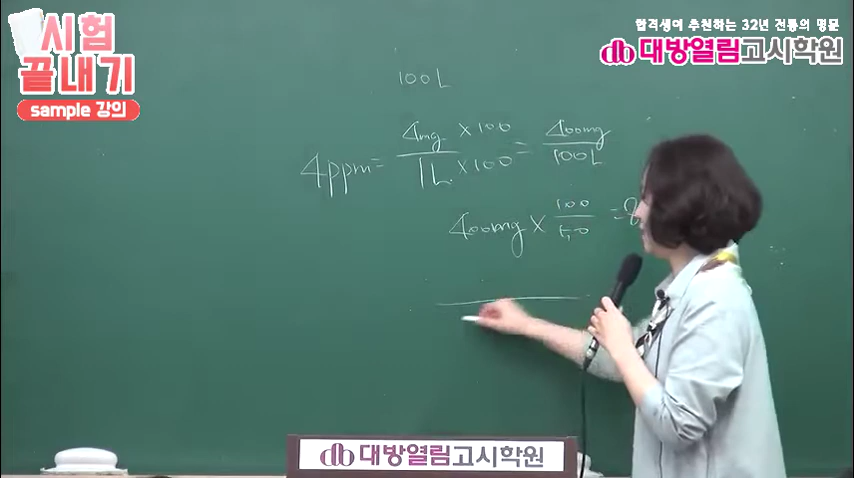 시험
끝내기
sample 강의
합격생이 추천하는 32년 전통의 명문
대방열림고시학원
100L
4ppm = 4mg × 100 / 1L × 100 = 400mg / 100L
400mg × 100 / 50 =
대방열림고시학원